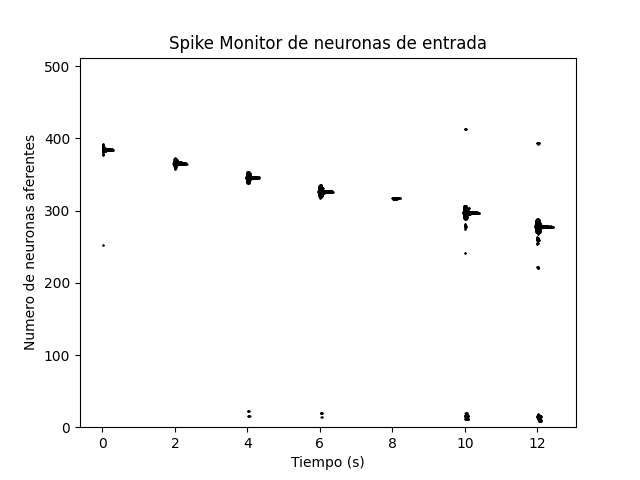 Spike Monitor de neuronas de entrada
500
400
300
200
100
0
Numero de neuronas aferentes
0 2 4 6 8 10 12
Tiempo (s)